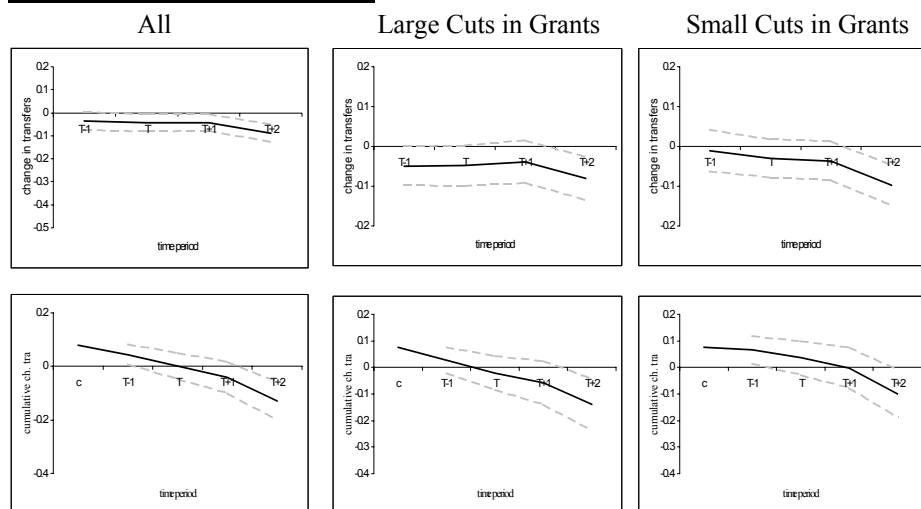 All
Large Cuts in Grants
Small Cuts in Grants
change in transfers
0.2
0.1
0
-0.1
-0.2
-0.3
-0.4
-0.5
T-1 T T+1 T+2
time period
change in transfers
0.2
0.1
0
-0.1
-0.2
T-1 T T+1 T+2
time period
change in transfers
0.2
0.1
0
-0.1
-0.2
T-1 T T+1 T+2
time period
cumulative ch. tra
0.2
0
-0.2
-0.4
c T-1 T T+1 T+2
time period
cumulative ch. tra
0.2
0.1
0
-0.1
-0.2
-0.3
-0.4
c T-1 T T+1 T+2
time period
cumulative ch. tra
0.2
0.1
0
-0.1
-0.2
-0.3
-0.4
c T-1 T T+1 T+2
time period